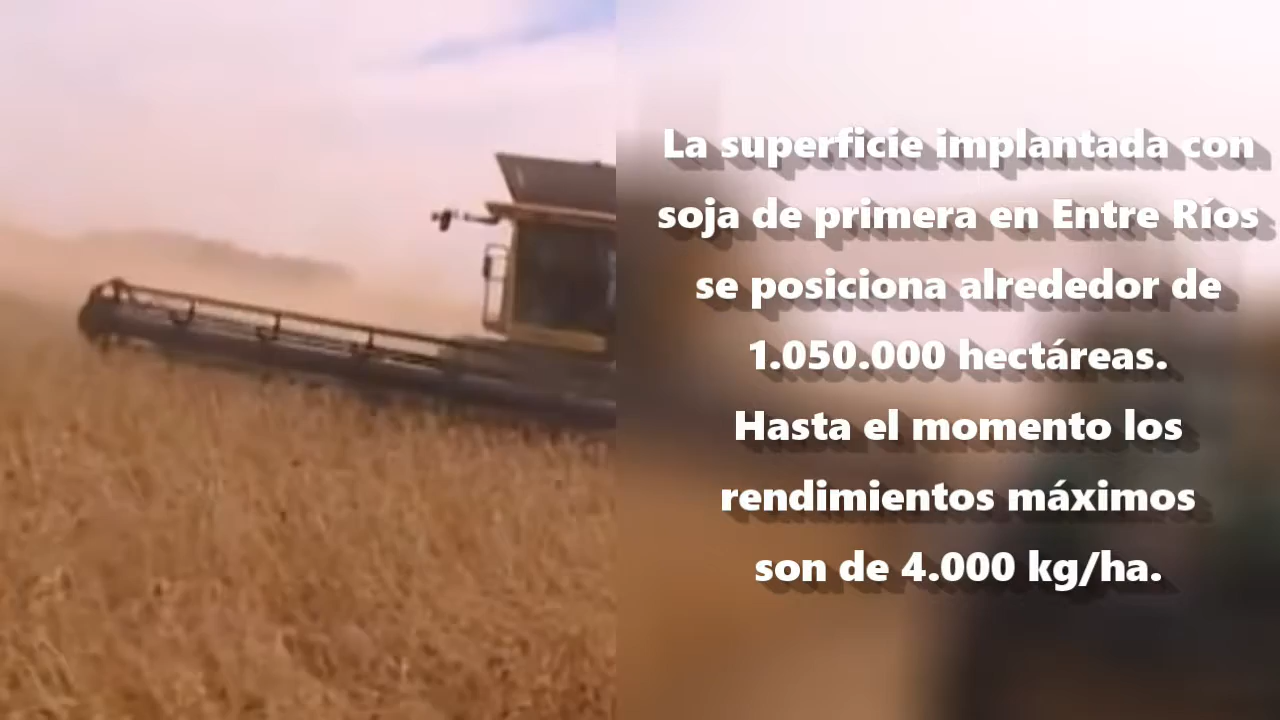 La superficie implantada con
soja de primera en Entre Ríos
se posiciona alrededor de
1.050.000 hectáreas.
Hasta el momento los
rendimientos máximos
son de 4.000 kg/ha.